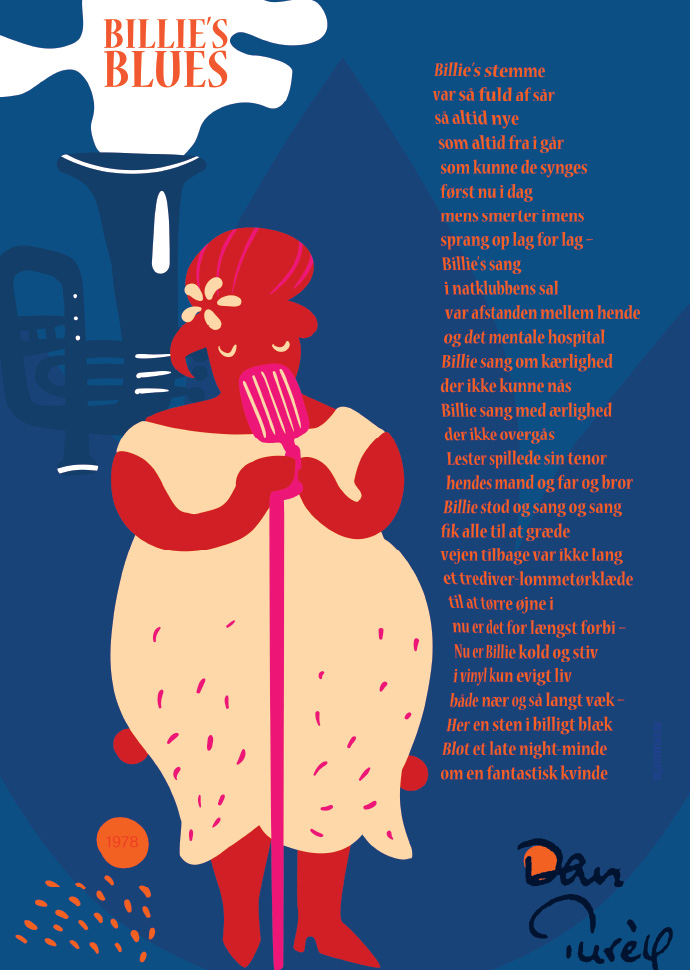 BILLIE'S
BLUES
Billie's stemme
var så fuld af sår
så altid nye
som altid fra i går
som kunne de synges
først nu i dag
mens smerter imens
sprang op lag for lag –
Billie's sang
i natklubbens sal
var afstanden mellem hende
og det mentale hospital
Billie sang om kærlighed
der ikke kunne nås
Billie sang med ærlighed
der ikke overgås
Lester spillede sin tenor
hendes mand og far og bror
Billie stod og sang og sang
fik alle til at græde
vejen tilbage var ikke lang
et trediver-lommetørklæde
til at tørre øjne i
nu er det for længst forbi –
Nu er Billie kold og stiv
i vinyl kun evigt liv
både nær og så langt væk –
Her en sten i billigt blæk
Blot et late night-minde
om en fantastisk kvinde
1978
Dan
Turèll